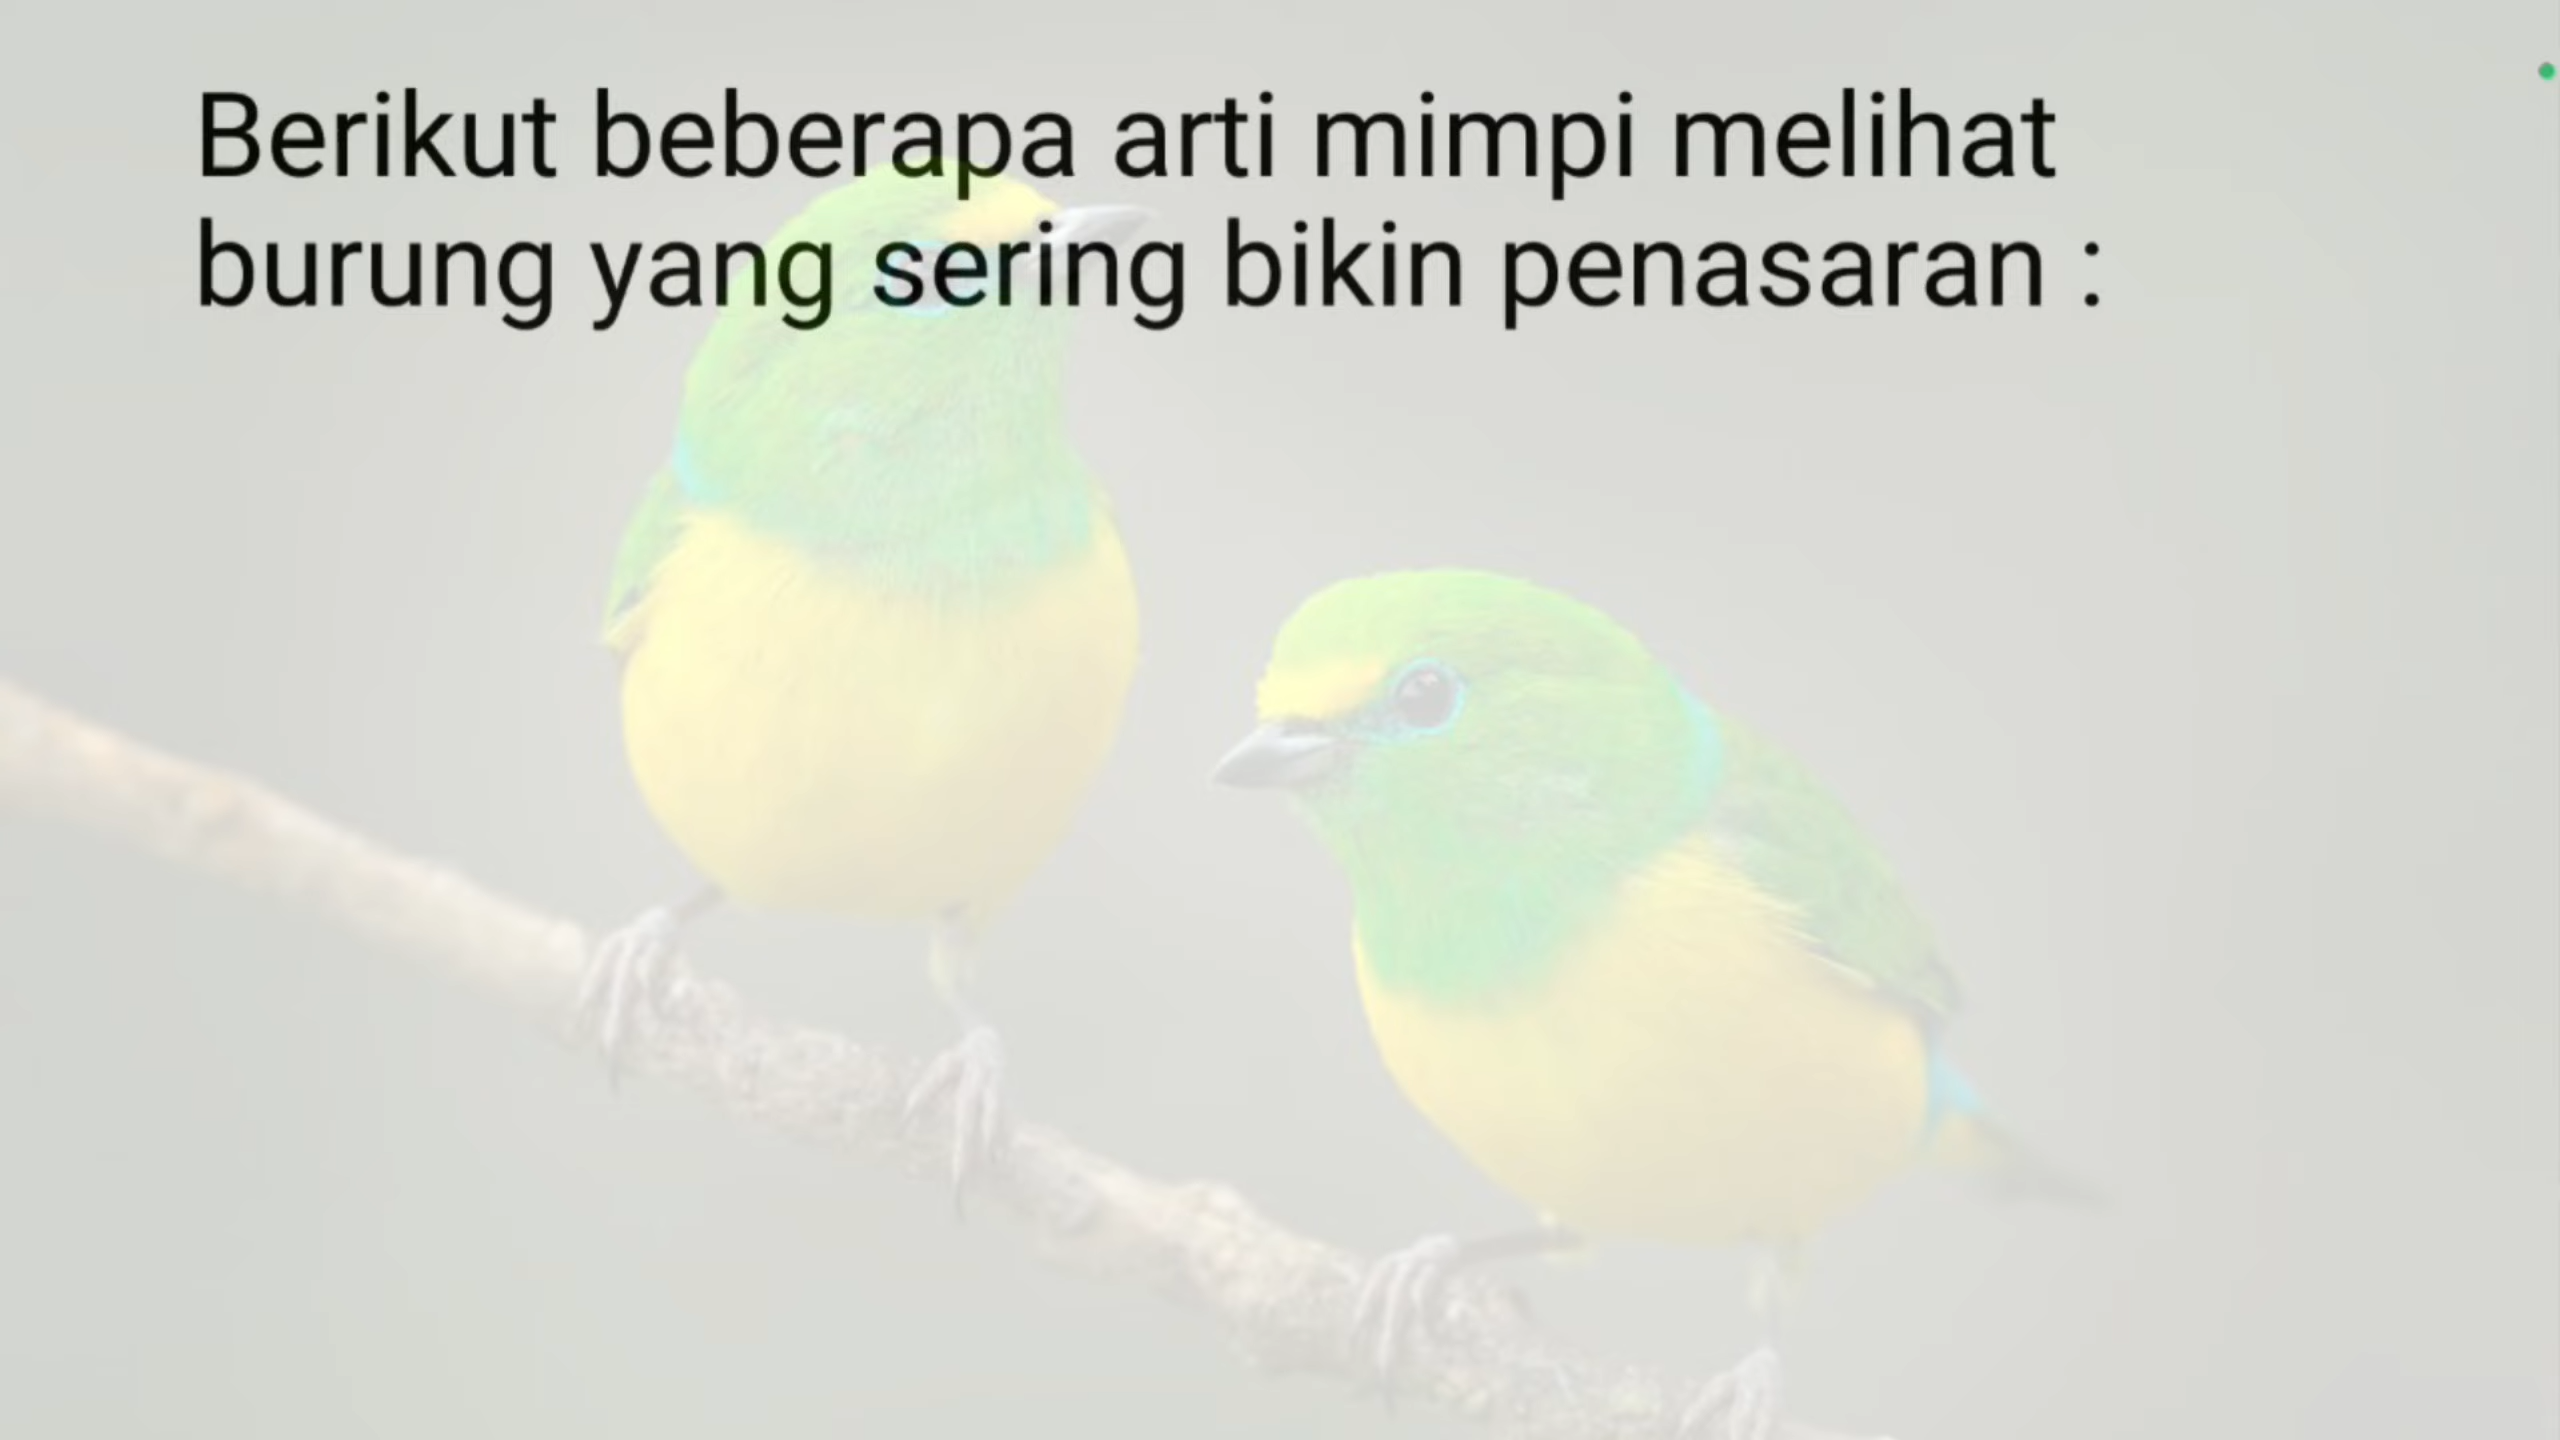 Berikut beberapa arti mimpi melihat
burung yang sering bikin penasaran :